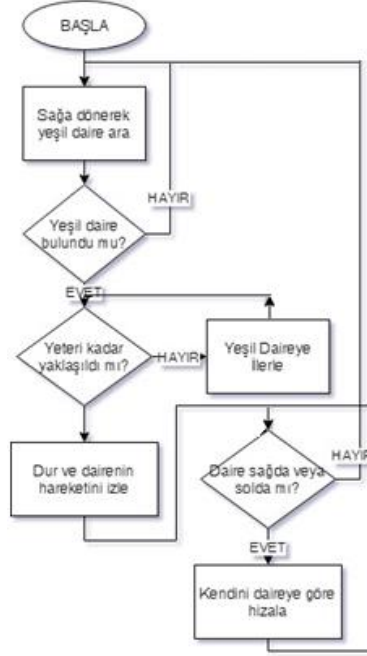 BAŞLA
Sağa dönerek
yeşil daire ara
HAYIR
Yeşil daire
bulundu mu?
EVET
Yeteri kadar
yaklaşıldı mı?
HAYIR
Yeşil Daireye
İlerle
Dur ve dairenin
hareketini izle
Daire sağda veya
solda mı?
HAYIR
EVET
Kendini daireye göre
hizala